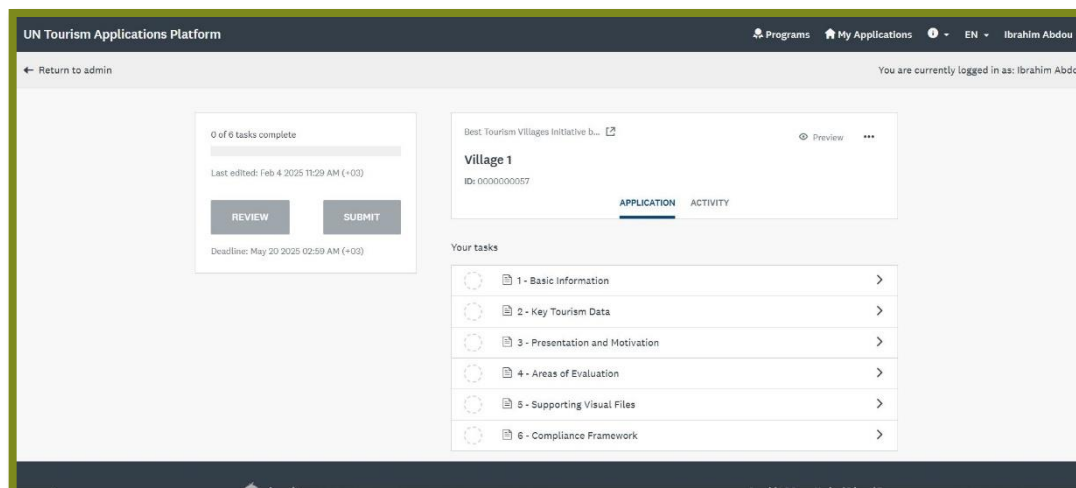 UN Tourism Applications Platform
Programs My Applications EN Ibrahim Abdou
← Return to admin
You are currently logged in as: Ibrahim Abdo
0 of 6 tasks complete
Last edited: Feb 4 2025 11:29 AM (+03)
REVIEW SUBMIT
Deadline: May 20 2025 02:59 AM (+03)
Best Tourism Villages Initiative b...
Preview •••
Village 1
ID: 0000000057
APPLICATION ACTIVITY
Your tasks
1 - Basic Information
2 - Key Tourism Data
3 - Presentation and Motivation
4 - Areas of Evaluation
5 - Supporting Visual Files
6 - Compliance Framework